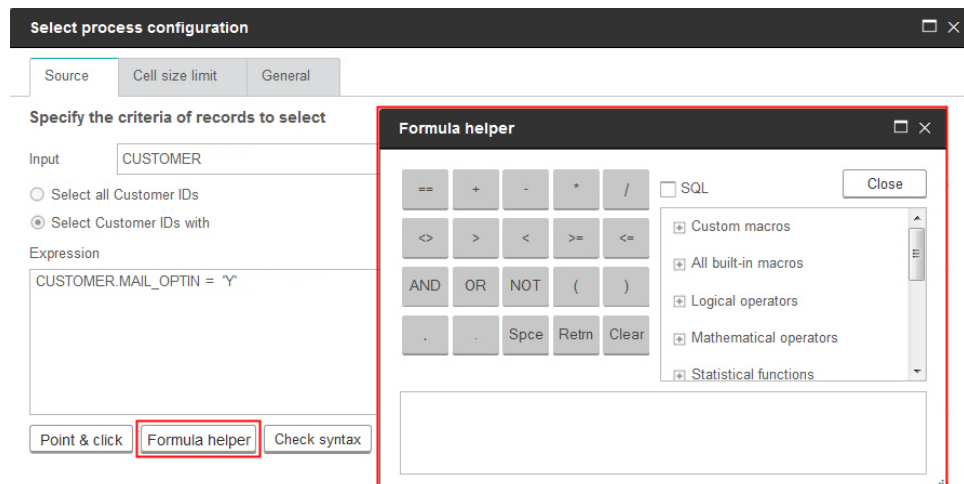 Select process configuration
Source Cell size limit General
Specify the criteria of records to select
Input CUSTOMER
Select all Customer IDs
Select Customer IDs with
Expression
CUSTOMER.MAIL_OPTIN = 'Y'
Point & click Formula helper Check syntax
Formula helper
== + - * /
<> > < >= <=
AND OR NOT ( )
, . Spce Retrn Clear
SQL Close
Custom macros
All built-in macros
Logical operators
Mathematical operators
Statistical functions